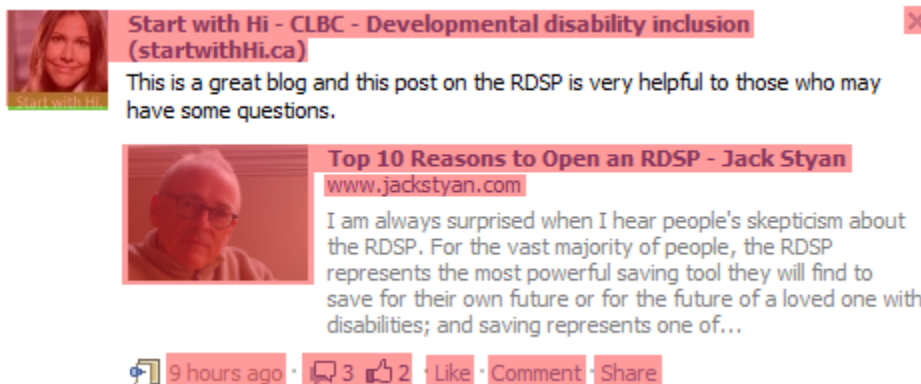 Start with Hi - CLBC - Developmental disability inclusion
(startwithHi.ca)
Start with Hi
This is a great blog and this post on the RDSP is very helpful to those who may
have some questions.
Top 10 Reasons to Open an RDSP - Jack Styan
www.jackstyan.com
I am always surprised when I hear people's skepticism about
the RDSP. For the vast majority of people, the RDSP
represents the most powerful saving tool they will find to
save for their own future or for the future of a loved one with
disabilities; and saving represents one of...
9 hours ago · 3 2 · Like · Comment · Share